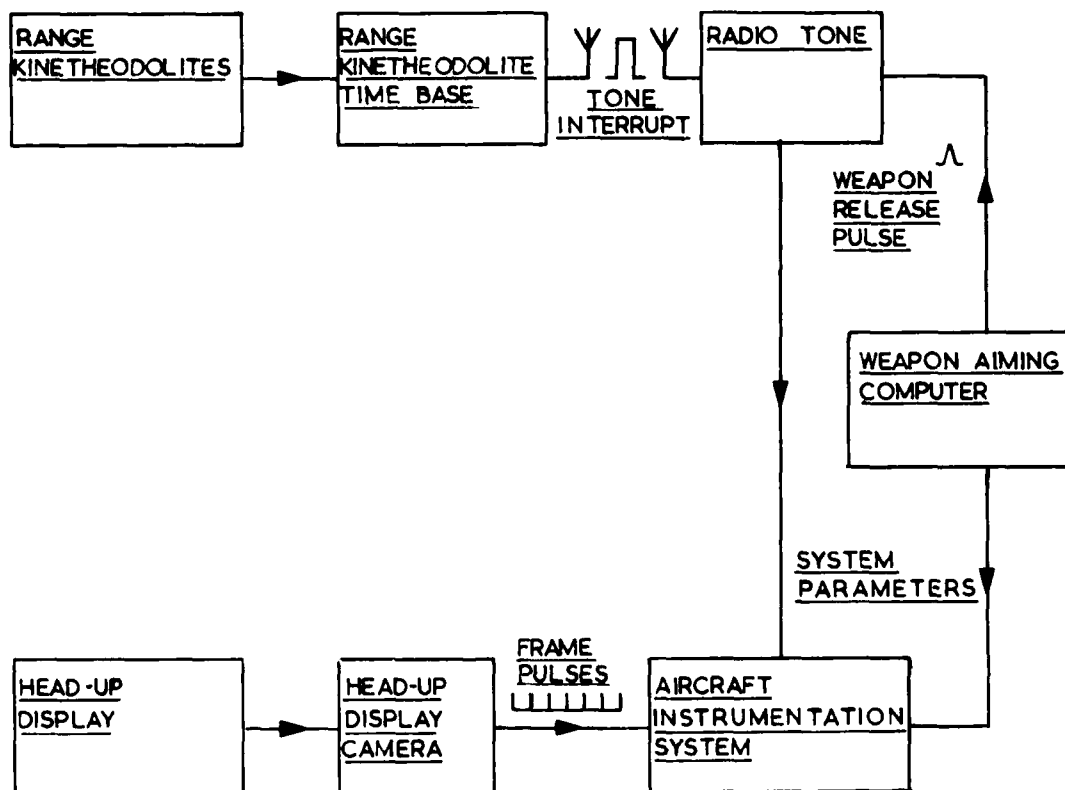 RANGE
KINETHEODOLITES
RANGE
KINETHEODOLITE
TIME BASE
TONE
INTERRUPT
RADIO TONE
WEAPON
RELEASE
PULSE
WEAPON AIMING
COMPUTER
SYSTEM
PARAMETERS
HEAD-UP
DISPLAY
HEAD-UP
DISPLAY
CAMERA
FRAME
PULSES
AIRCRAFT
INSTRUMENTATION
SYSTEM